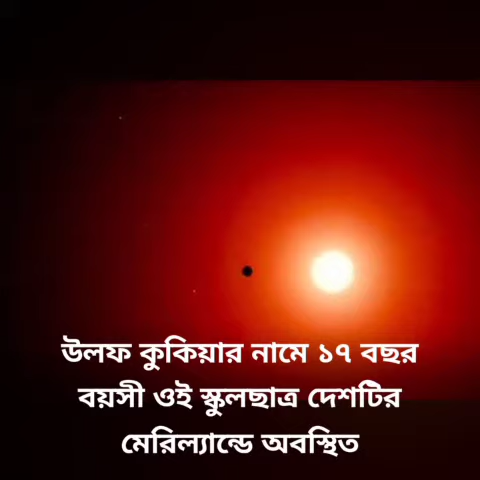 উলফ কুকিয়ার নামে ১৭ বছর
বয়সী ওই স্কুলছাত্র দেশটির
মেরিল্যান্ডে অবস্থিত